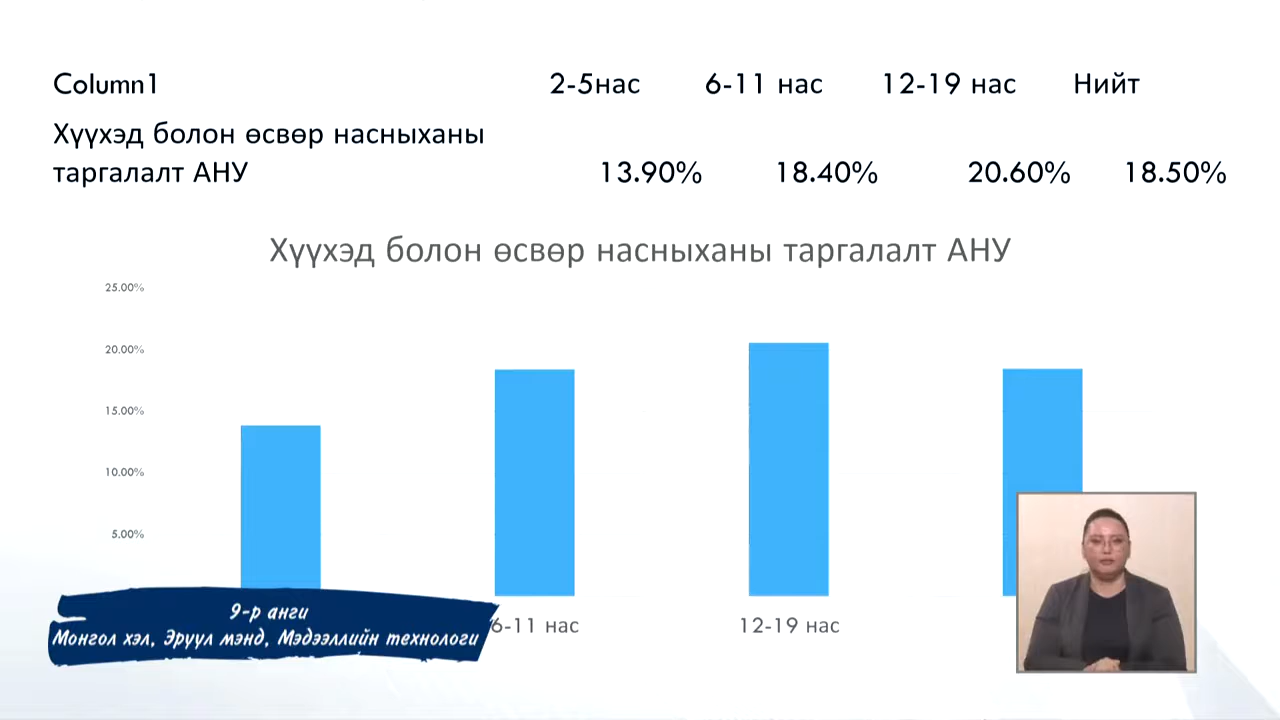 Column1 2-5нас 6-11 нас 12-19 нас Нийт
Хүүхэд болон өсвөр насныханы
таргалалт АНУ 13.90% 18.40% 20.60% 18.50%
Хүүхэд болон өсвөр насныханы таргалалт АНУ
25.00%
20.00%
15.00%
10.00%
5.00%
6-11 нас 12-19 нас
9-р анги
Монгол хэл, Эрүүл мэнд, Мэдээллийн технологи